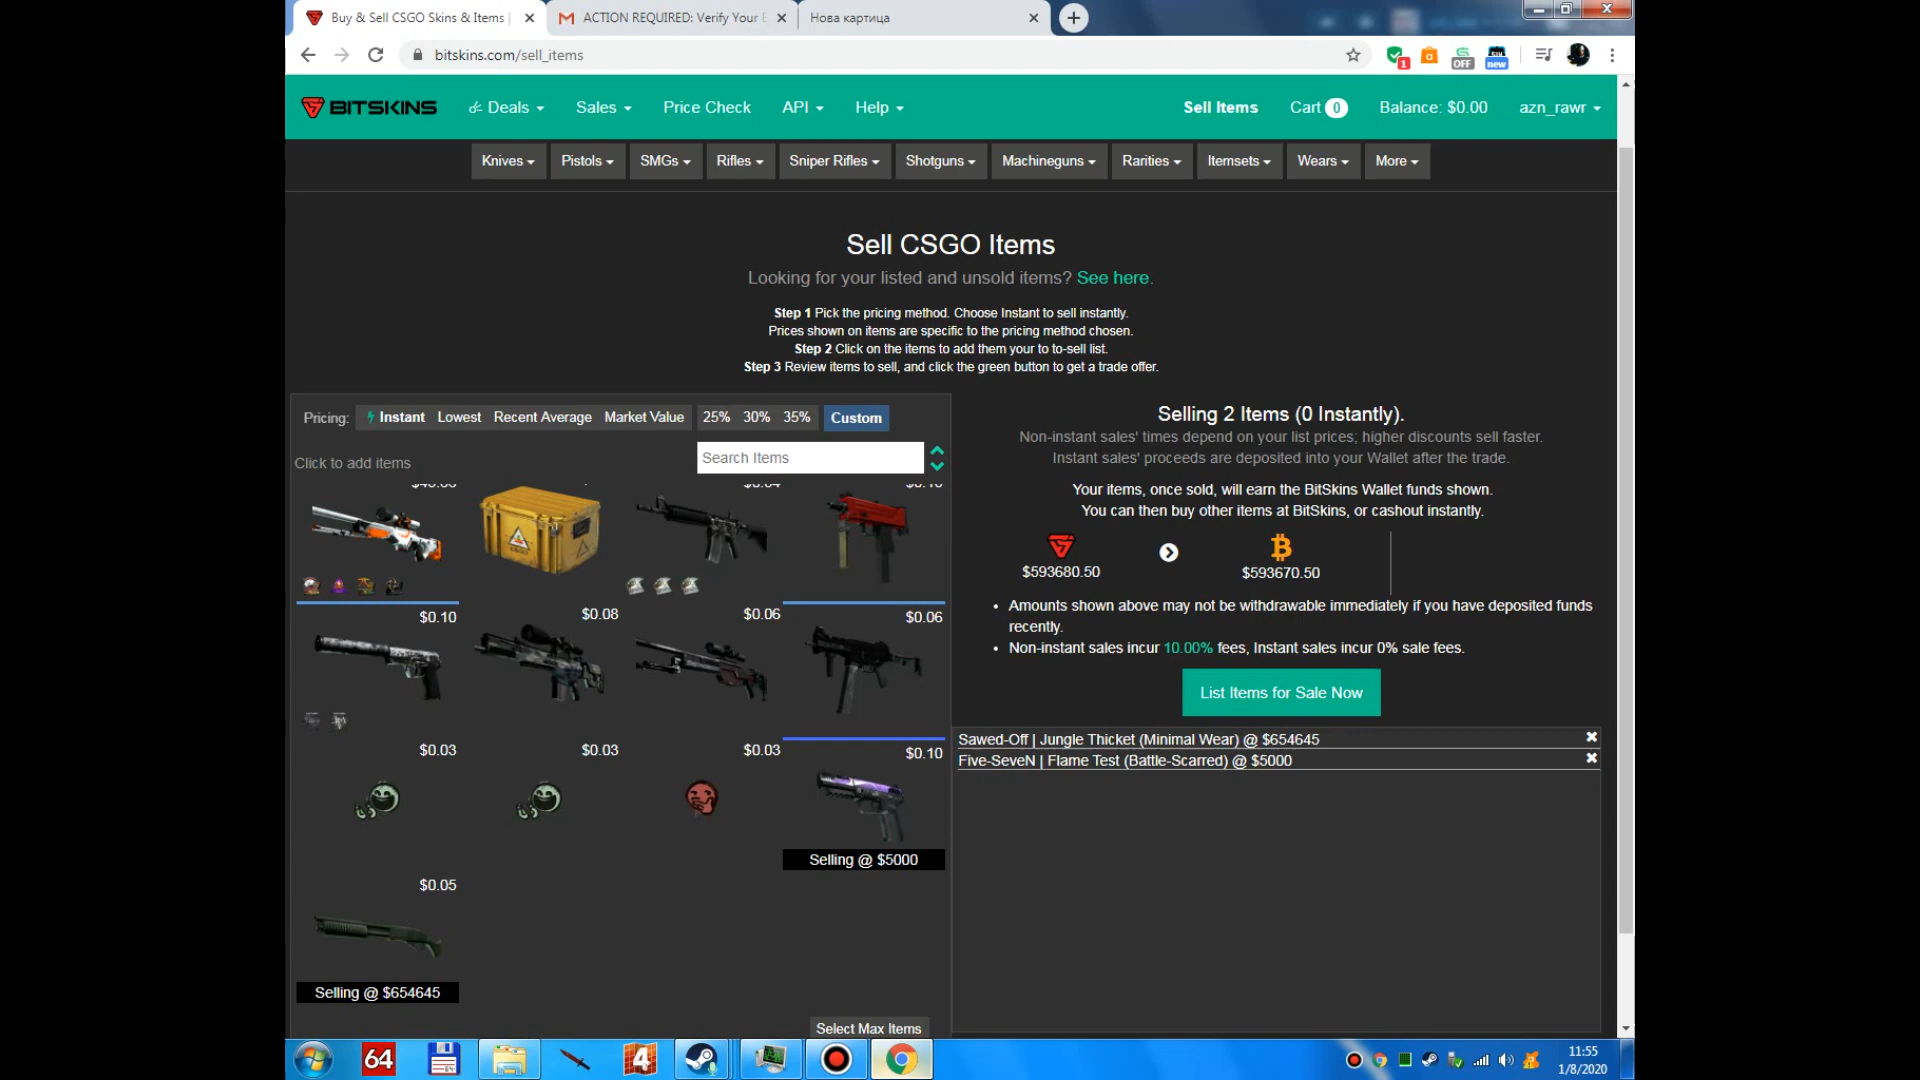 Buy & Sell CSGO Skins & Items |
ACTION REQUIRED: Verify Your E
Нова картица
bitskins.com/sell_items
1
a
OFF
new
BITSKINS
Deals
Sales
Price Check
API
Help
Sell Items
Cart 0
Balance: $0.00
azn_rawr
Knives
Pistols
SMGs
Rifles
Sniper Rifles
Shotguns
Machineguns
Rarities
Itemsets
Wears
More
Sell CSGO Items
Looking for your listed and unsold items? See here.
Step 1 Pick the pricing method. Choose Instant to sell instantly.
Prices shown on items are specific to the pricing method chosen.
Step 2 Click on the items to add them your to to-sell list.
Step 3 Review items to sell, and click the green button to get a trade offer.
Pricing:
Instant
Lowest
Recent Average
Market Value
25%
30%
35%
Custom
Click to add items
Search Items
CSGO
$0.10
$0.08
$0.06
$0.06
$0.03
$0.03
$0.03
$0.10
Selling @ $5000
$0.05
Selling @ $654645
Select Max Items
Selling 2 Items (0 Instantly).
Non-instant sales' times depend on your list prices; higher discounts sell faster.
Instant sales' proceeds are deposited into your Wallet after the trade.
Your items, once sold, will earn the BitSkins Wallet funds shown.
You can then buy other items at BitSkins, or cashout instantly.
$593680.50
$593670.50
Amounts shown above may not be withdrawable immediately if you have deposited funds
recently.
Non-instant sales incur 10.00% fees, Instant sales incur 0% sale fees.
List Items for Sale Now
Sawed-Off | Jungle Thicket (Minimal Wear) @ $654645
Five-SeveN | Flame Test (Battle-Scarred) @ $5000
64
4
11:55
1/8/2020